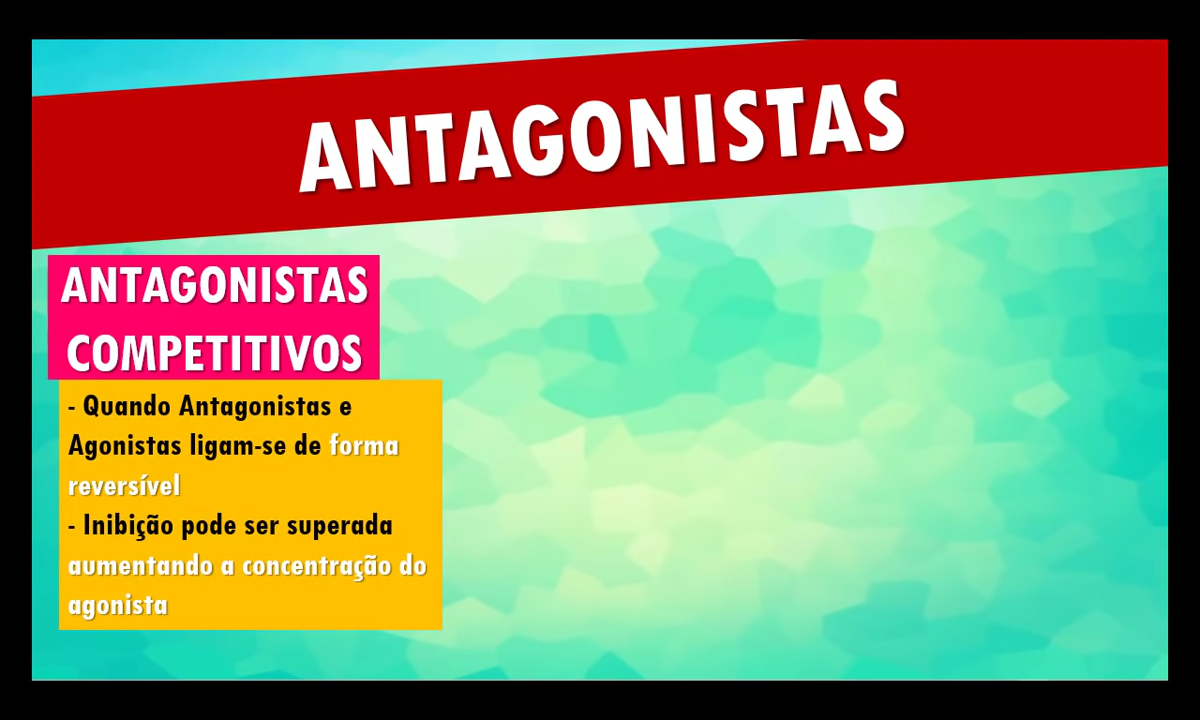 ANTAGONISTAS
ANTAGONISTAS
COMPETITIVOS
- Quando Antagonistas e
Agonistas ligam-se de forma
reversível
- Inibição pode ser superada
aumentando a concentração do
agonista